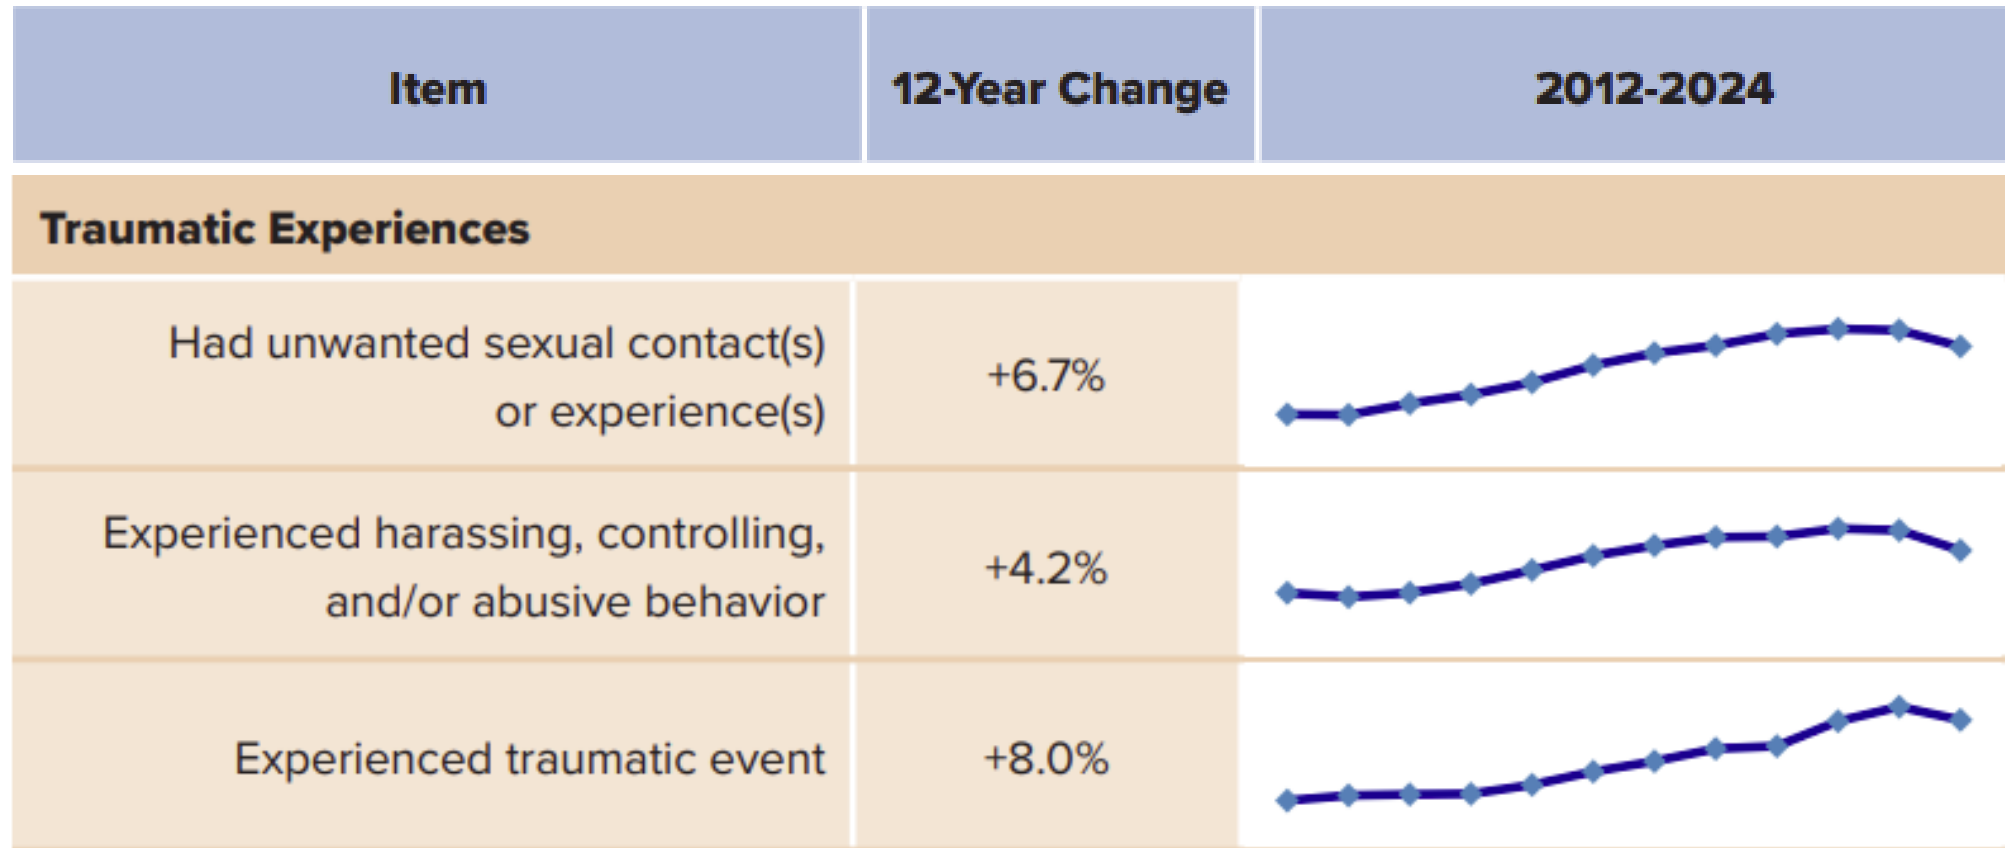 Item
12-Year Change
2012-2024
Traumatic Experiences
Had unwanted sexual contact(s)
or experience(s)
+6.7%
Experienced harassing, controlling,
and/or abusive behavior
+4.2%
Experienced traumatic event
+8.0%